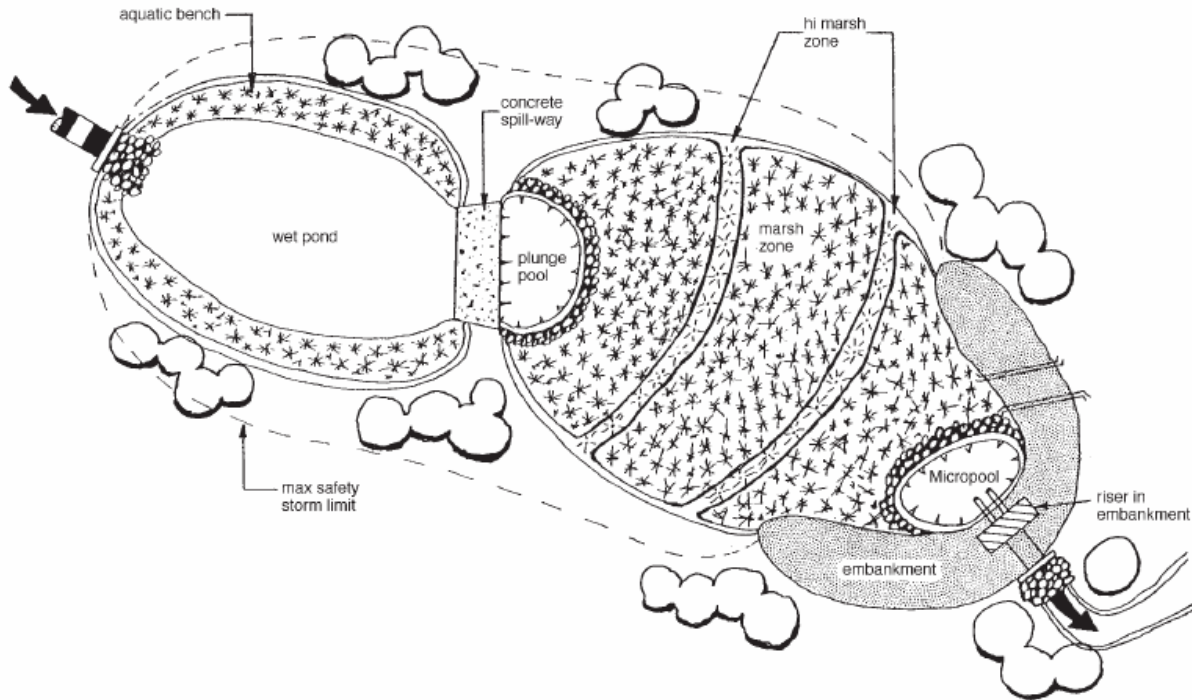 aquatic bench
hi marsh
zone
concrete
spill-way
wet pond
plunge
pool
marsh
zone
max safety
storm limit
Micropool
riser in
embankment
embankment